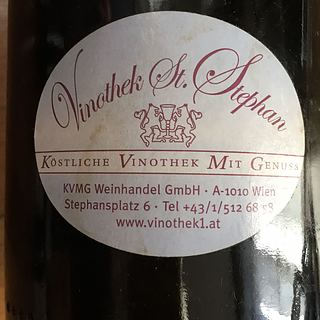 Vinothek St. Stephan
KÖSTLICHE VINOTHEK MIT GENUSS
KVMG Weinhandel GmbH · A-1010 Wien
Stephansplatz 6 · Tel +43/1/512 68
www.vinothek1.at